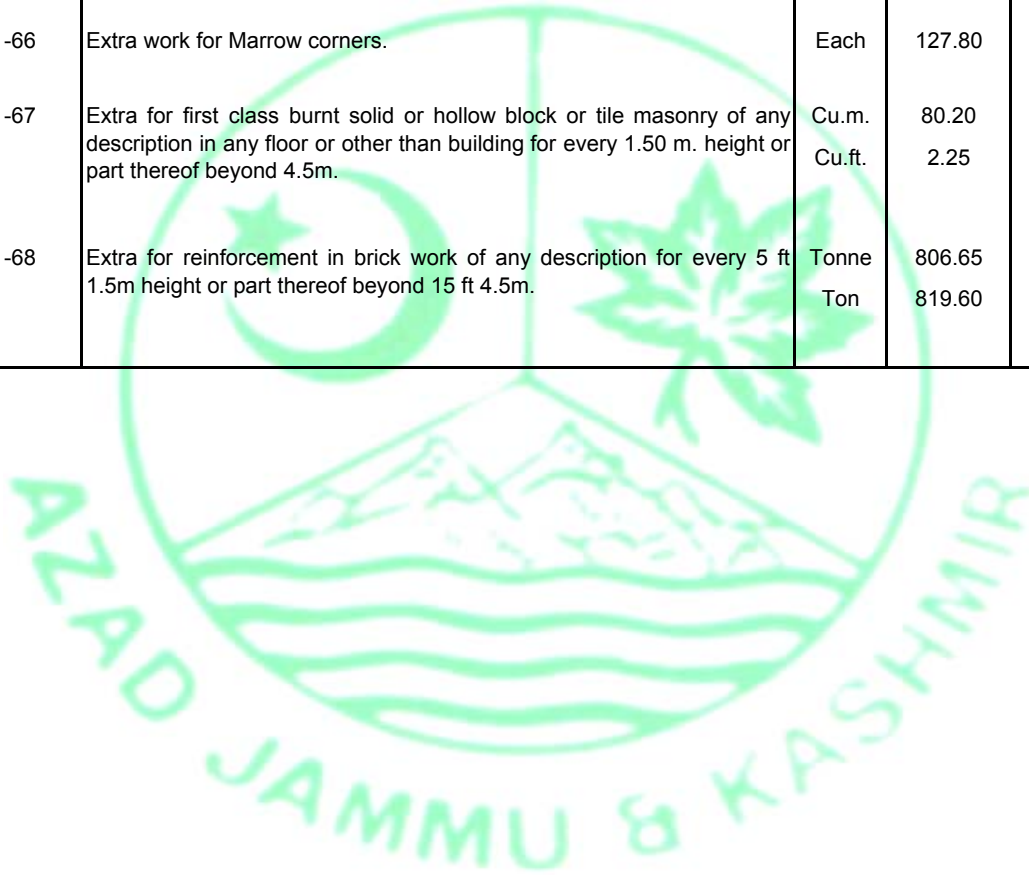 -66 Extra work for Marrow corners. Each 127.80
-67 Extra for first class burnt solid or hollow block or tile masonry of any Cu.m. 80.20
description in any floor or other than building for every 1.50 m. height or
Cu.ft. 2.25
part thereof beyond 4.5m.
-68 Extra for reinforcement in brick work of any description for every 5 ft Tonne 806.65
1.5m height or part thereof beyond 15 ft 4.5m.
Ton 819.60
AZAD JAMMU & KASHMIR